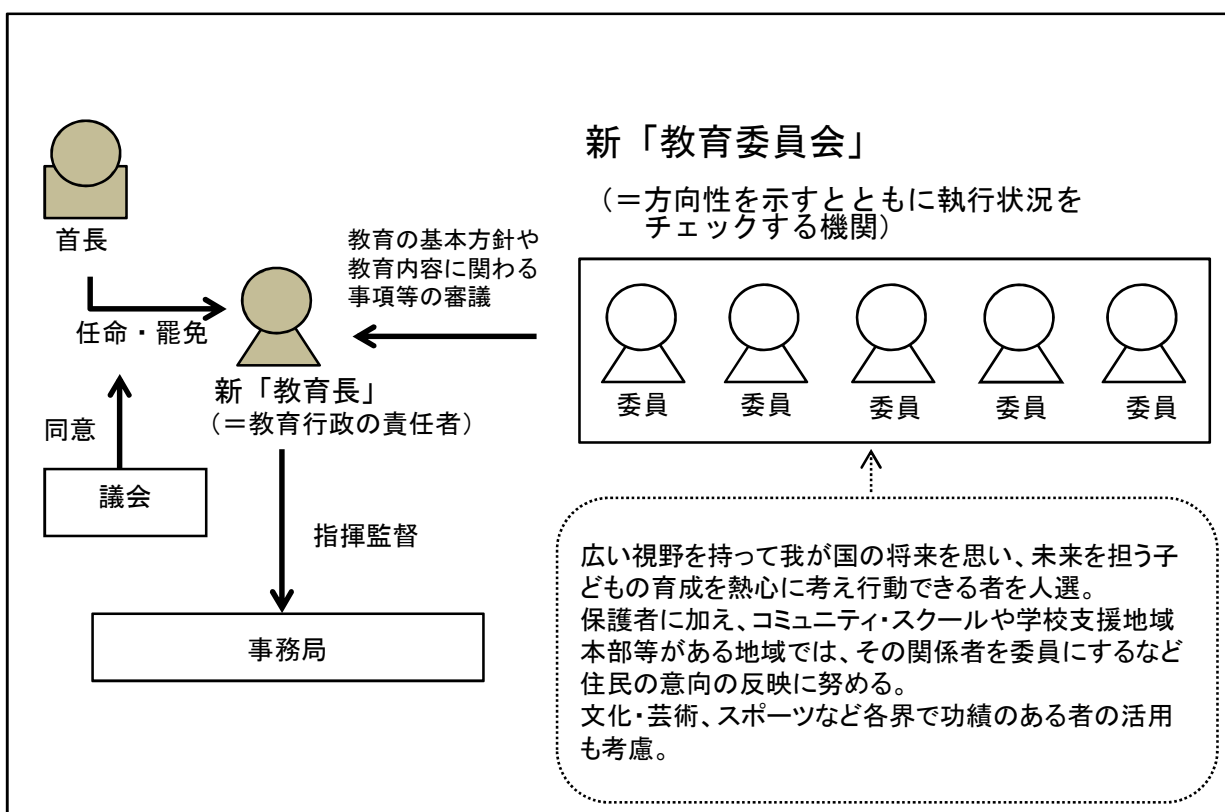 首長
任命・罷免
同意
議会
新「教育長」
(＝教育行政の責任者)
指揮監督
事務局
教育の基本方針や
教育内容に関わる
事項等の審議
新「教育委員会」
(＝方向性を示すとともに執行状況を
チェックする機関)
委員
委員
委員
委員
委員
広い視野を持って我が国の将来を思い、未来を担う子
どもの育成を熱心に考え行動できる者を人選。
保護者に加え、コミュニティ・スクールや学校支援地域
本部等がある地域では、その関係者を委員にするなど
住民の意向の反映に努める。
文化・芸術、スポーツなど各界で功績のある者の活用
も考慮。